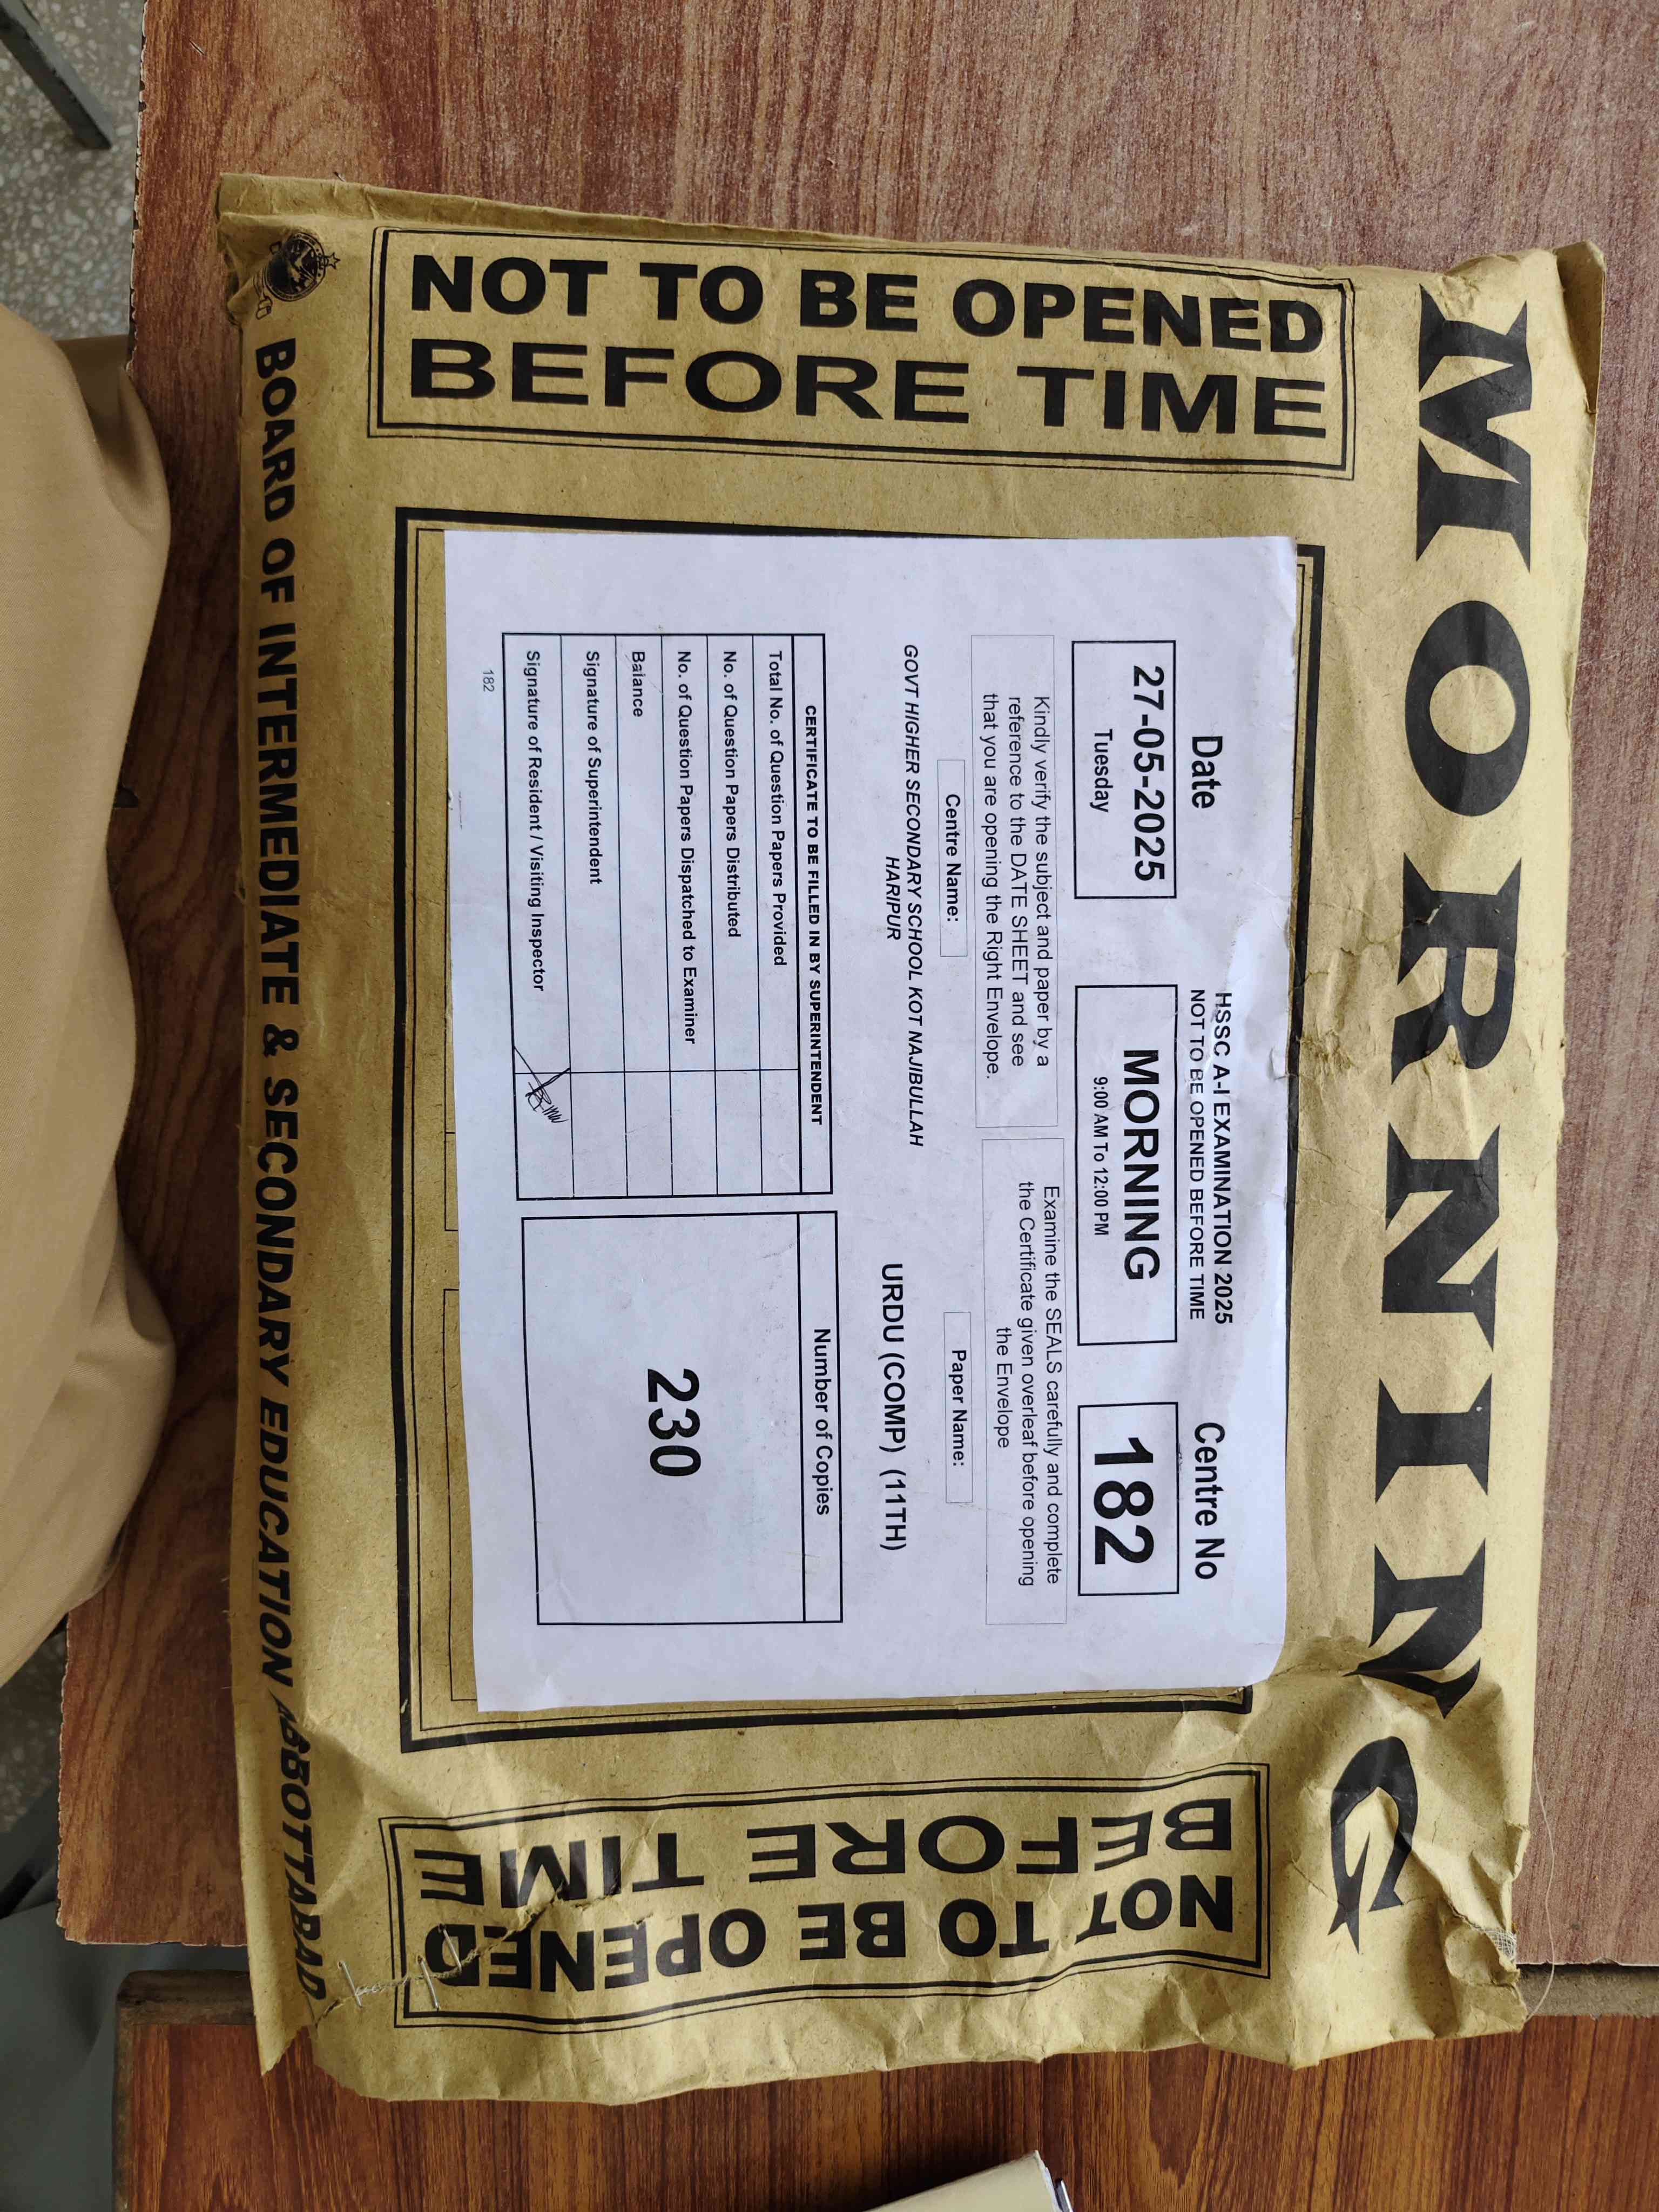 MORNING
NOT TO BE OPENED
BEFORE TIME
Date
27-05-2025
Tuesday
HSSC A-I EXAMINATION 2025
NOT TO BE OPENED BEFORE TIME
MORNING
9:00 AM To 12:00 PM
Centre No
182
Kindly verify the subject and paper by a
reference to the DATE SHEET and see
that you are opening the Right Envelope.
Examine the SEALS carefully and complete
the Certificate given overleaf before opening
the Envelope
Centre Name:
GOVT HIGHER SECONDARY SCHOOL KOT NAJIBULLAH
HARIPUR
Paper Name:
URDU (COMP) (11TH)
CERTIFICATE TO BE FILLED IN BY SUPERINTENDENT
Total No. of Question Papers Provided
No. of Question Papers Distributed
No. of Question Papers Dispatched to Examiner
Balance
Signature of Superintendent
Signature of Resident / Visiting Inspector
Number of Copies
230
182
NOT TO BE OPENED
BEFORE TIME
BOARD OF INTERMEDIATE & SECONDARY EDUCATION ABBOTTABAD